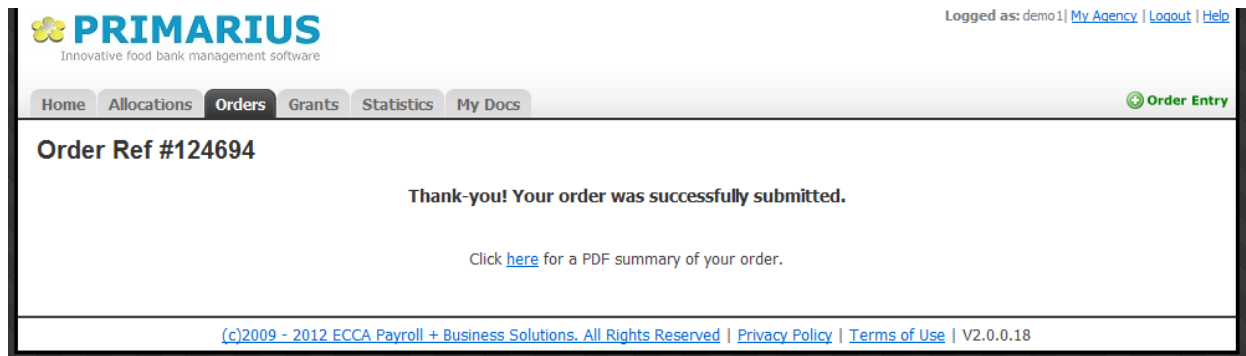 PRIMARIUS
Innovative food bank management software
Logged as: demo1| My Agency | Logout | Help
Home Allocations Orders Grants Statistics My Docs
Order Entry
Order Ref #124694
Thank-you! Your order was successfully submitted.
Click here for a PDF summary of your order.
(c)2009 - 2012 ECCA Payroll + Business Solutions. All Rights Reserved | Privacy Policy | Terms of Use | V2.0.0.18